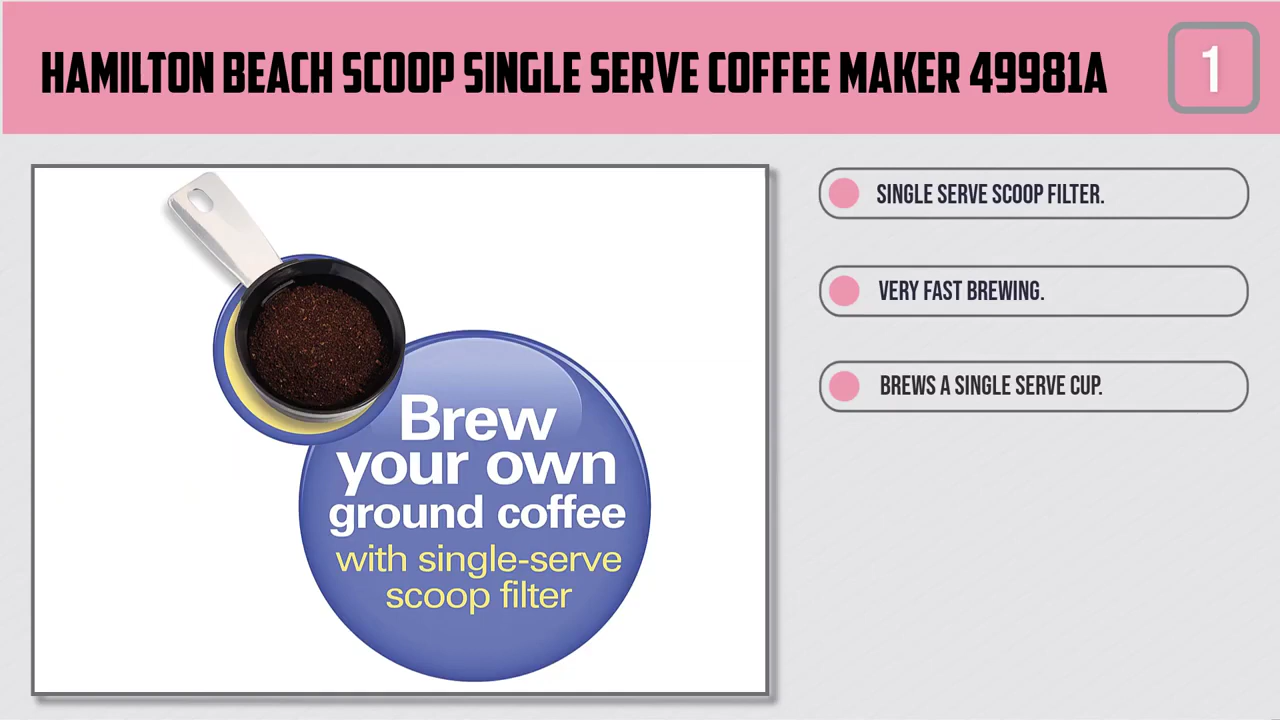 HAMILTON BEACH SCOOP SINGLE SERVE COFFEE MAKER 49981A
1
Brew
your own
ground coffee
with single-serve
scoop filter
SINGLE SERVE SCOOP FILTER.
VERY FAST BREWING.
BREWS A SINGLE SERVE CUP.